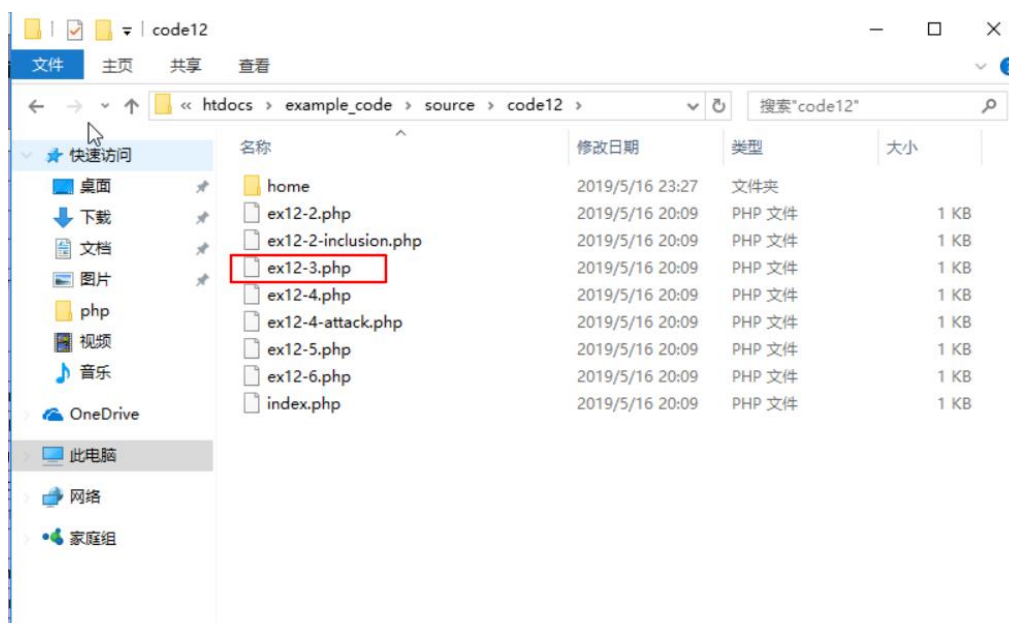 code12
文件 主页 共享 查看
« htdocs › example_code › source › code12 › 搜索"code12"
名称 修改日期 类型 大小
快速访问
桌面
下载
文档
图片
php
视频
音乐
OneDrive
此电脑
网络
家庭组
home 2019/5/16 23:27 文件夹
ex12-2.php 2019/5/16 20:09 PHP 文件 1 KB
ex12-2-inclusion.php 2019/5/16 20:09 PHP 文件 1 KB
ex12-3.php 2019/5/16 20:09 PHP 文件 1 KB
ex12-4.php 2019/5/16 20:09 PHP 文件 1 KB
ex12-4-attack.php 2019/5/16 20:09 PHP 文件 1 KB
ex12-5.php 2019/5/16 20:09 PHP 文件 1 KB
ex12-6.php 2019/5/16 20:09 PHP 文件 1 KB
index.php 2019/5/16 20:09 PHP 文件 1 KB